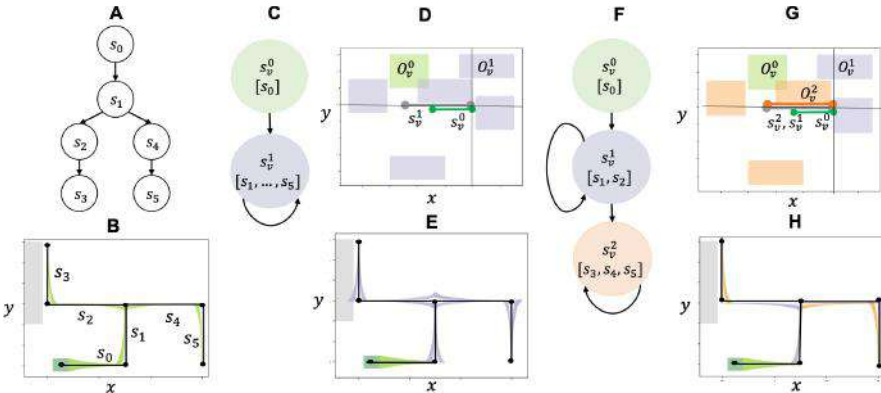 A
s₀
s₁
s₂
s₄
s₃
s₅
B
y
s₃
s₂
s₄
s₁
s₅
s₀
x
C
s_v^0
[s₀]
s_v^1
[s₁, …, s₅]
D
y
O_v^0
O_v^1
s_v^1
s_v^0
x
E
y
x
F
s_v^0
[s₀]
s_v^1
[s₁, s₂]
s_v^2
[s₃, s₄, s₅]
G
y
O_v^0
O_v^1
O_v^2
s_v^2, s_v^1
s_v^0
x
H
y
x